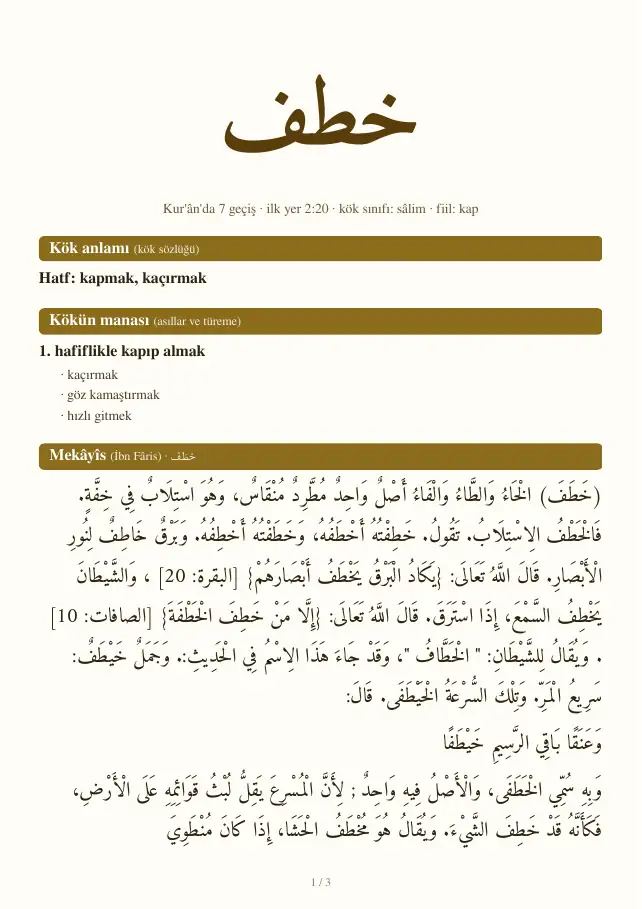 خطف
Kur'ân'da 7 geçiş · ilk yer 2:20 · kök sınıfı: sâlim · fiil: kap
Kök anlamı (kök sözlüğü)
Hatf: kapmak, kaçırmak
Kökün manası (asıllar ve türeme)
1. hafiflikle kapıp almak
· kaçırmak
· göz kamaştırmak
· hızlı gitmek
Mekâyîs (İbn Fâris) · خطف
(خَطَفَ) الْخَاءُ وَالطَّاءُ وَالْفَاءُ أَصْلٌ وَاحِدٌ مُطَّرِدٌ مُنْقَاسٌ، وَهُوَ اسْتِلَابٌ فِي خِفَّةٍ.
فَالْخَطْفُ الِاسْتِلَابُ. تَقُولُ. خَطِفْتُهُ أَخْطَفُهُ، وَخَطَفْتُهُ أَخْطِفُهُ. وَبَرْقٌ خَاطِفٌ لِنُورِ
الْأَبْصَارِ. قَالَ اللَّهُ تَعَالَى: {يَكَادُ الْبَرْقُ يَخْطَفُ أَبْصَارَهُمْ} [البقرة: 20] ، وَالشَّيْطَانُ
يَخْطِفُ السَّمْعَ، إِذَا اسْتَرَقَ. قَالَ اللَّهُ تَعَالَى: {إِلَّا مَنْ خَطِفَ الْخَطْفَةَ} [الصافات: 10]
. وَيُقَالُ لِلشَّيْطَانِ: " الْخَطَّافُ "، وَقَدْ جَاءَ هَذَا الِاسْمُ فِي الْحَدِيثِ:. وَجَمَلٌ خَيْطَفٌ:
سَرِيعُ الْمَرِّ. وَتِلْكَ السُّرْعَةُ الْخَيْطَفَى. قَالَ:
وَعَنَقًا بَاقِي الرَّسِيمِ خَيْطَفَا
وَبِهِ سُمِّيَ الْخَطَفَى، وَالْأَصْلُ فِيهِ وَاحِدٌ ; لِأَنَّ الْمُسْرِعَ يَقِلُّ لُبْثُ قَوَائِمِهِ عَلَى الْأَرْضِ،
فَكَأَنَّهُ قَدْ خَطِفَ الشَّيْءَ. وَيُقَالُ هُوَ مُخْطَفُ الْحَشَا، إِذَا كَانَ مُنْطَوِيَ
1 / 3